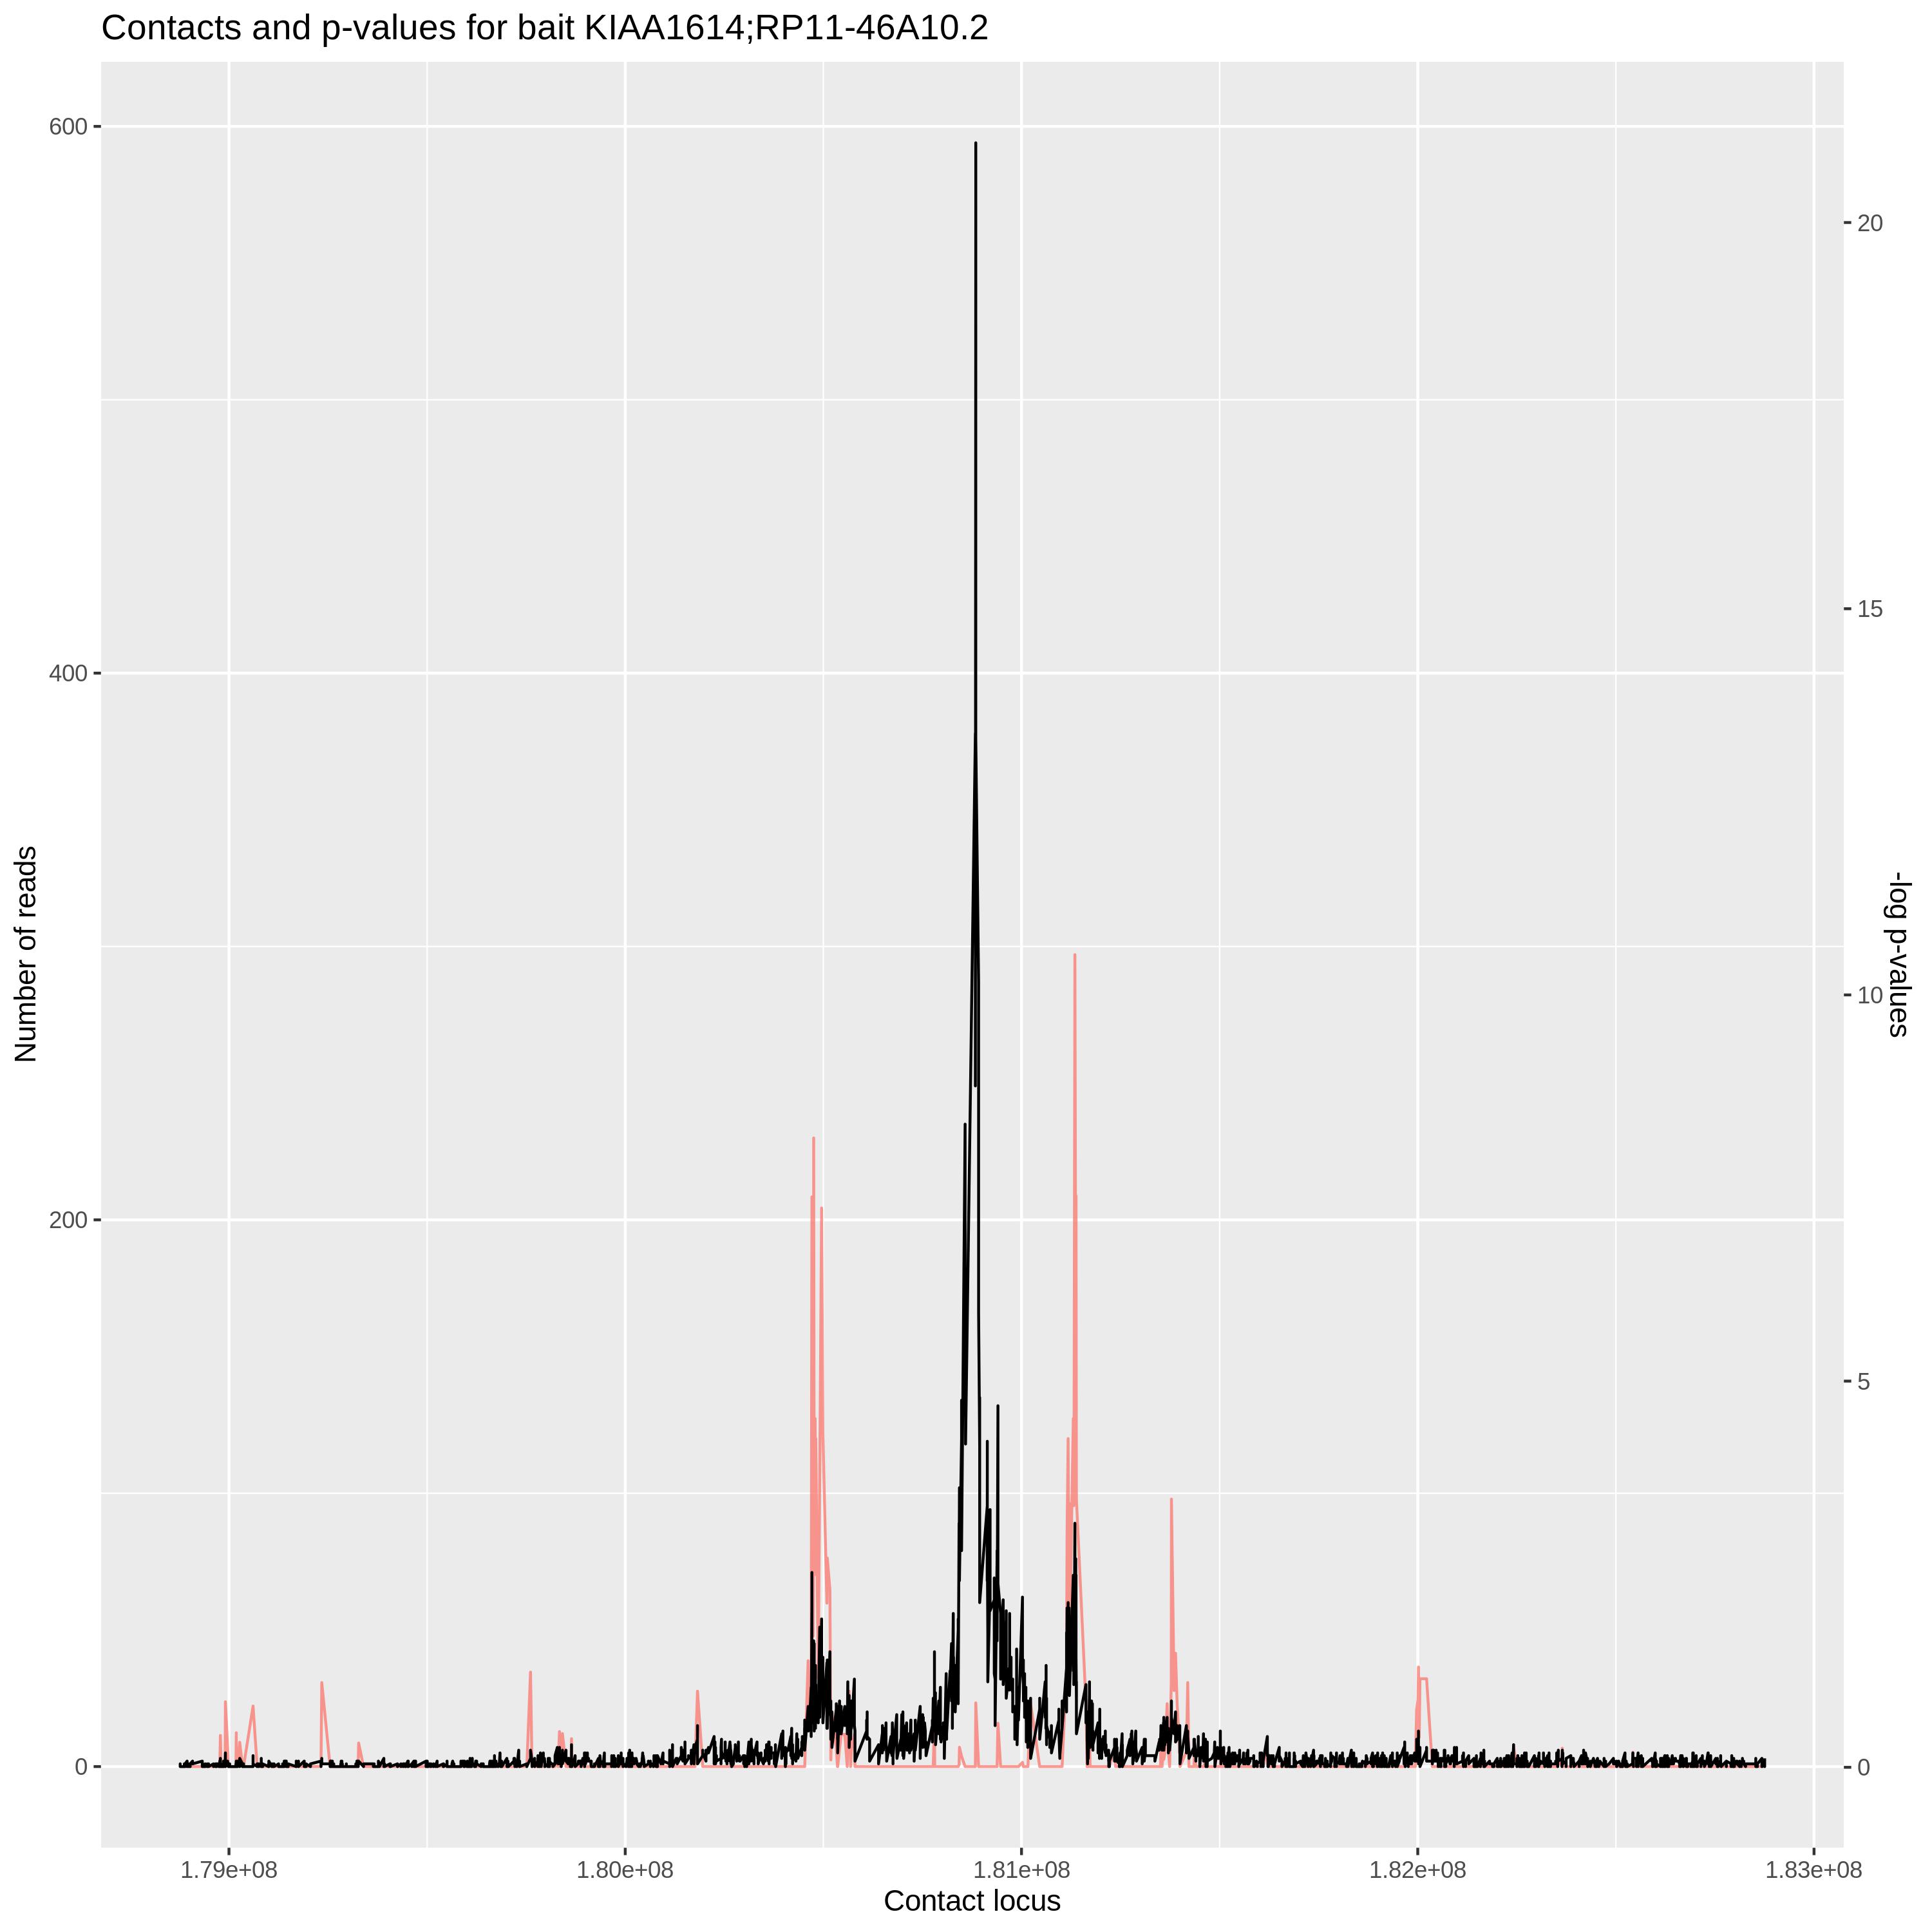 Contacts and p-values for bait KIAA1614;RP11-46A10.2
600
400
200
0
Number of reads
20
15
10
5
0
-log p-values
1.79e+08 1.80e+08 1.81e+08 1.82e+08 1.83e+08
Contact locus